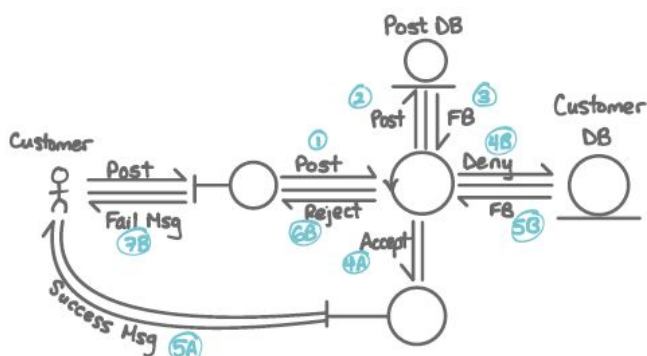 Post DB
2
3
Post
FB
Customer
DB
Customer
1
4B
Post
Post
Deny
Fail Msg
Reject
FB
7B
6B
5B
Accept
4A
Success Msg
5A